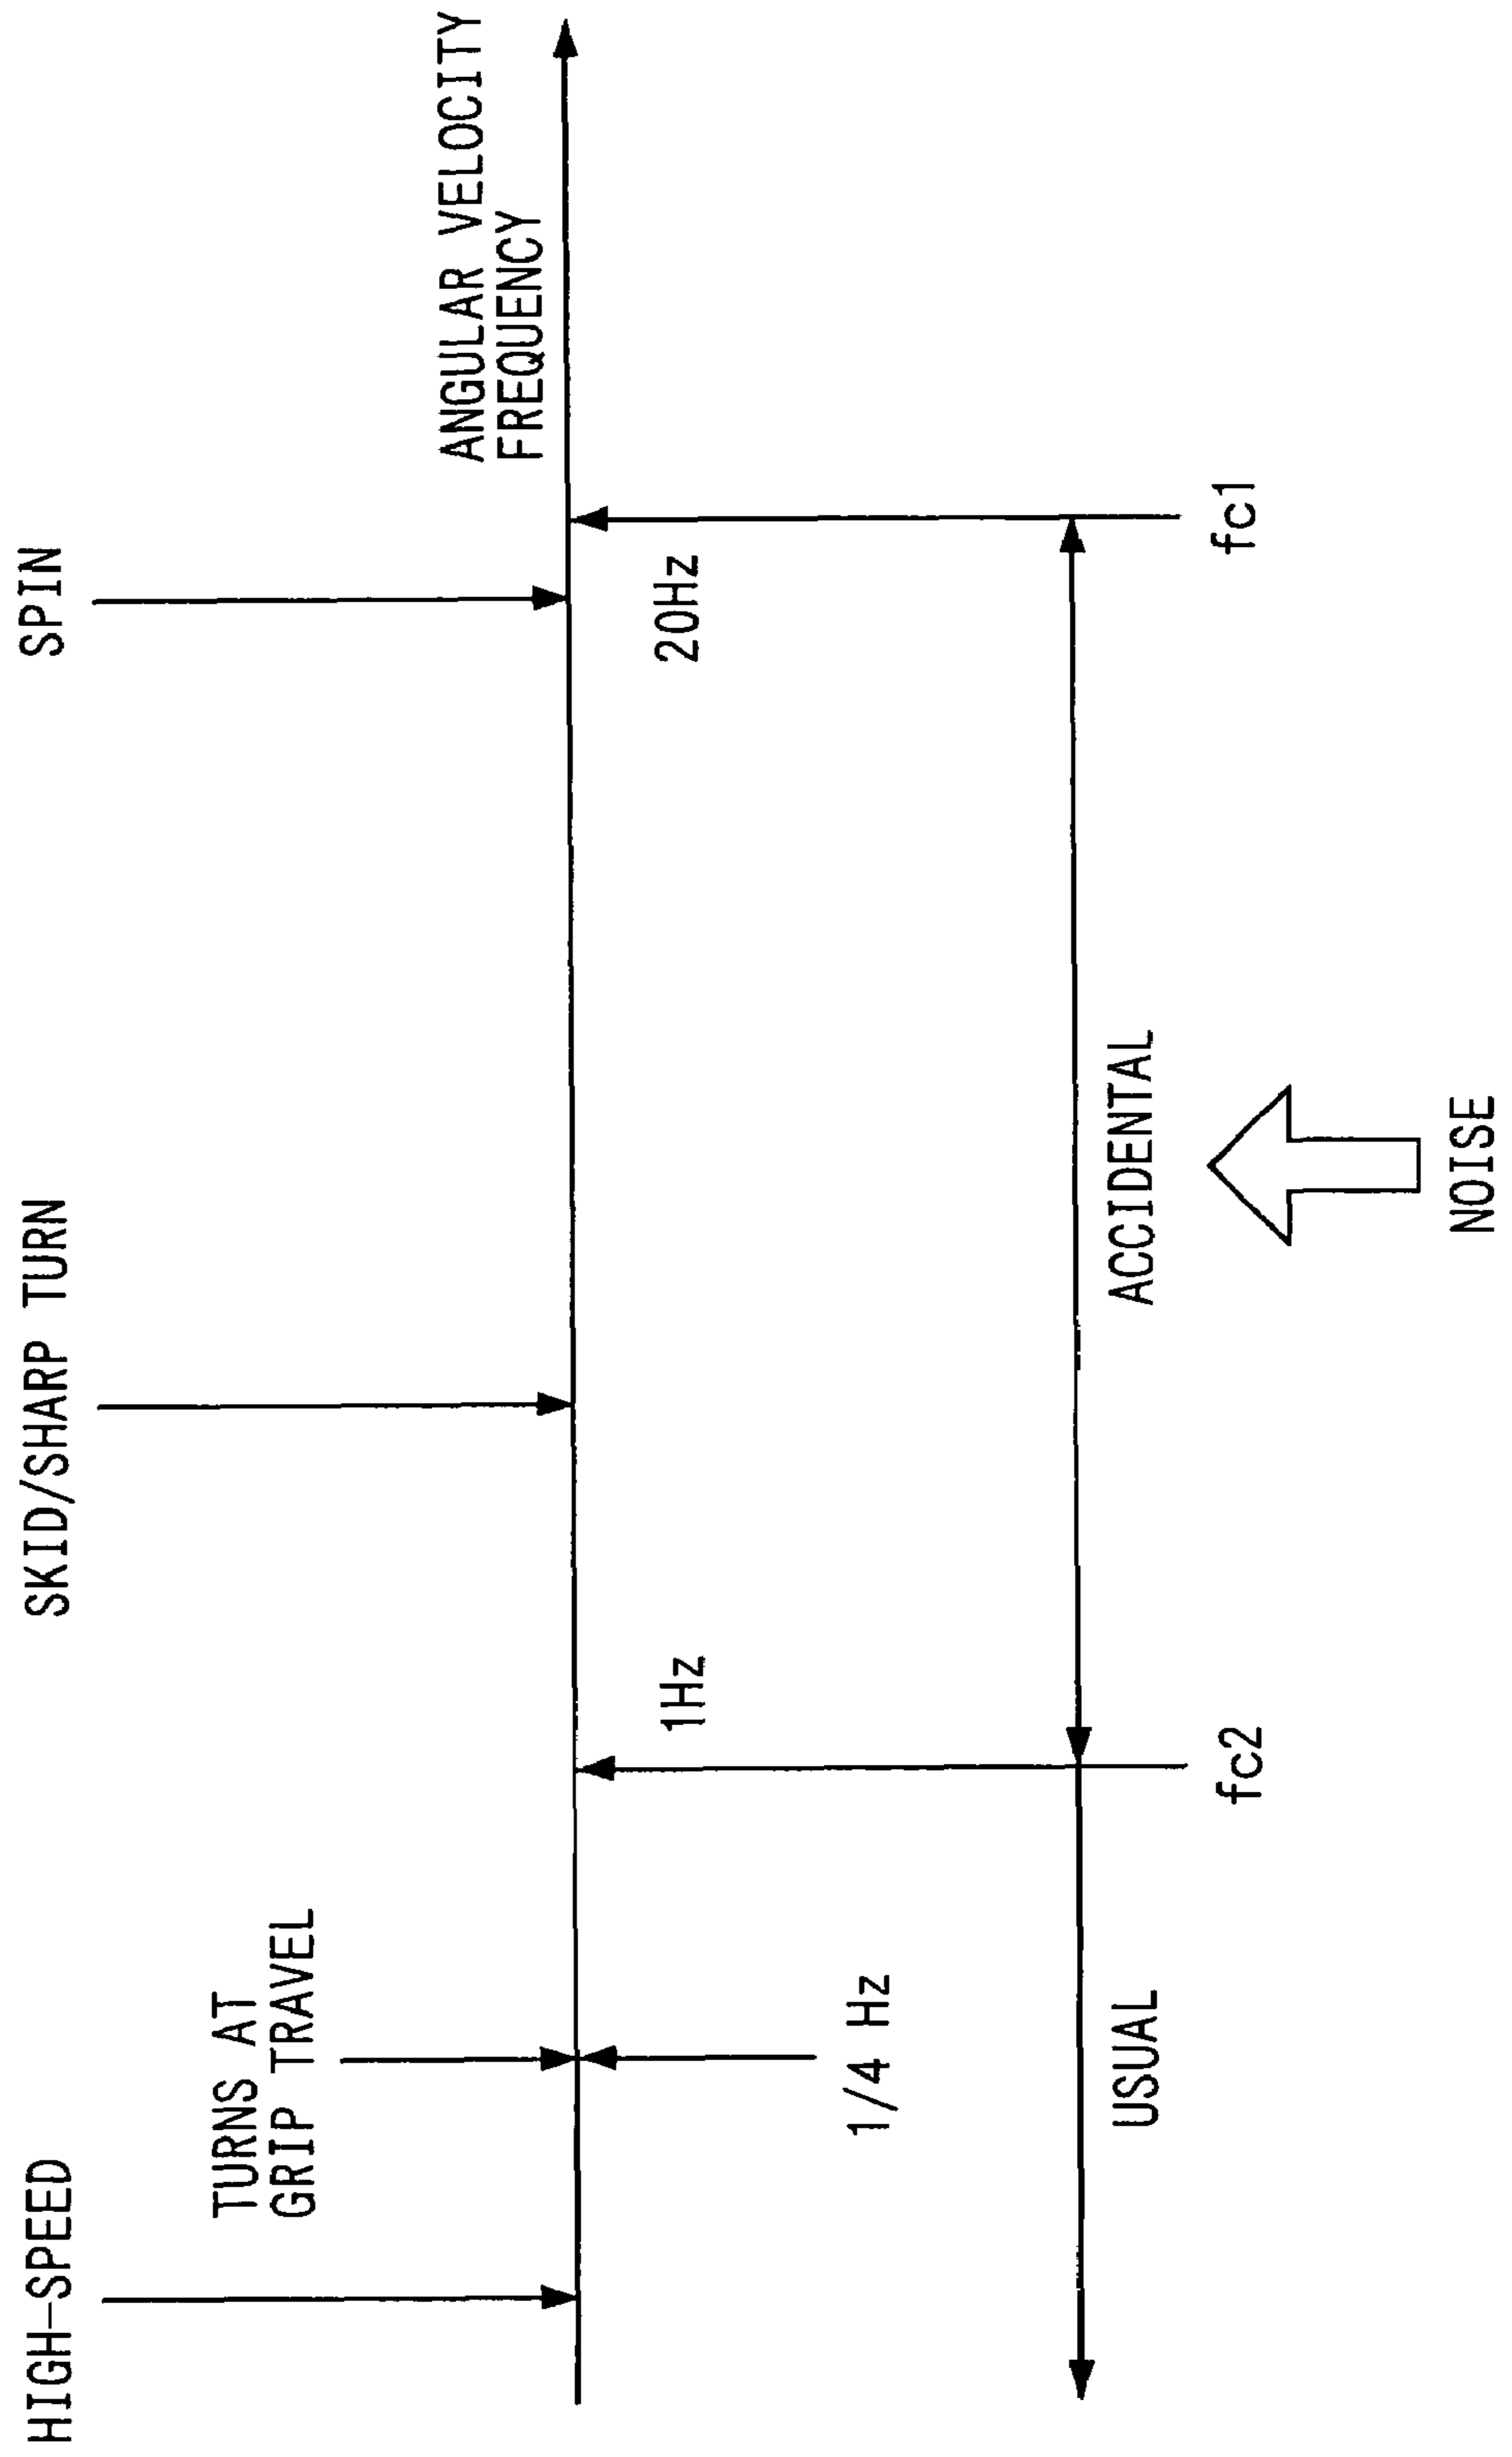 HIGH-SPEED
TURNS AT
GRIP TRAVEL
SKID/SHARP TURN
SPIN
ANGULAR VELOCITY
FREQUENCY
1/4 Hz
1Hz
20Hz
USUAL
ACCIDENTAL
fc2
fc1
NOISE